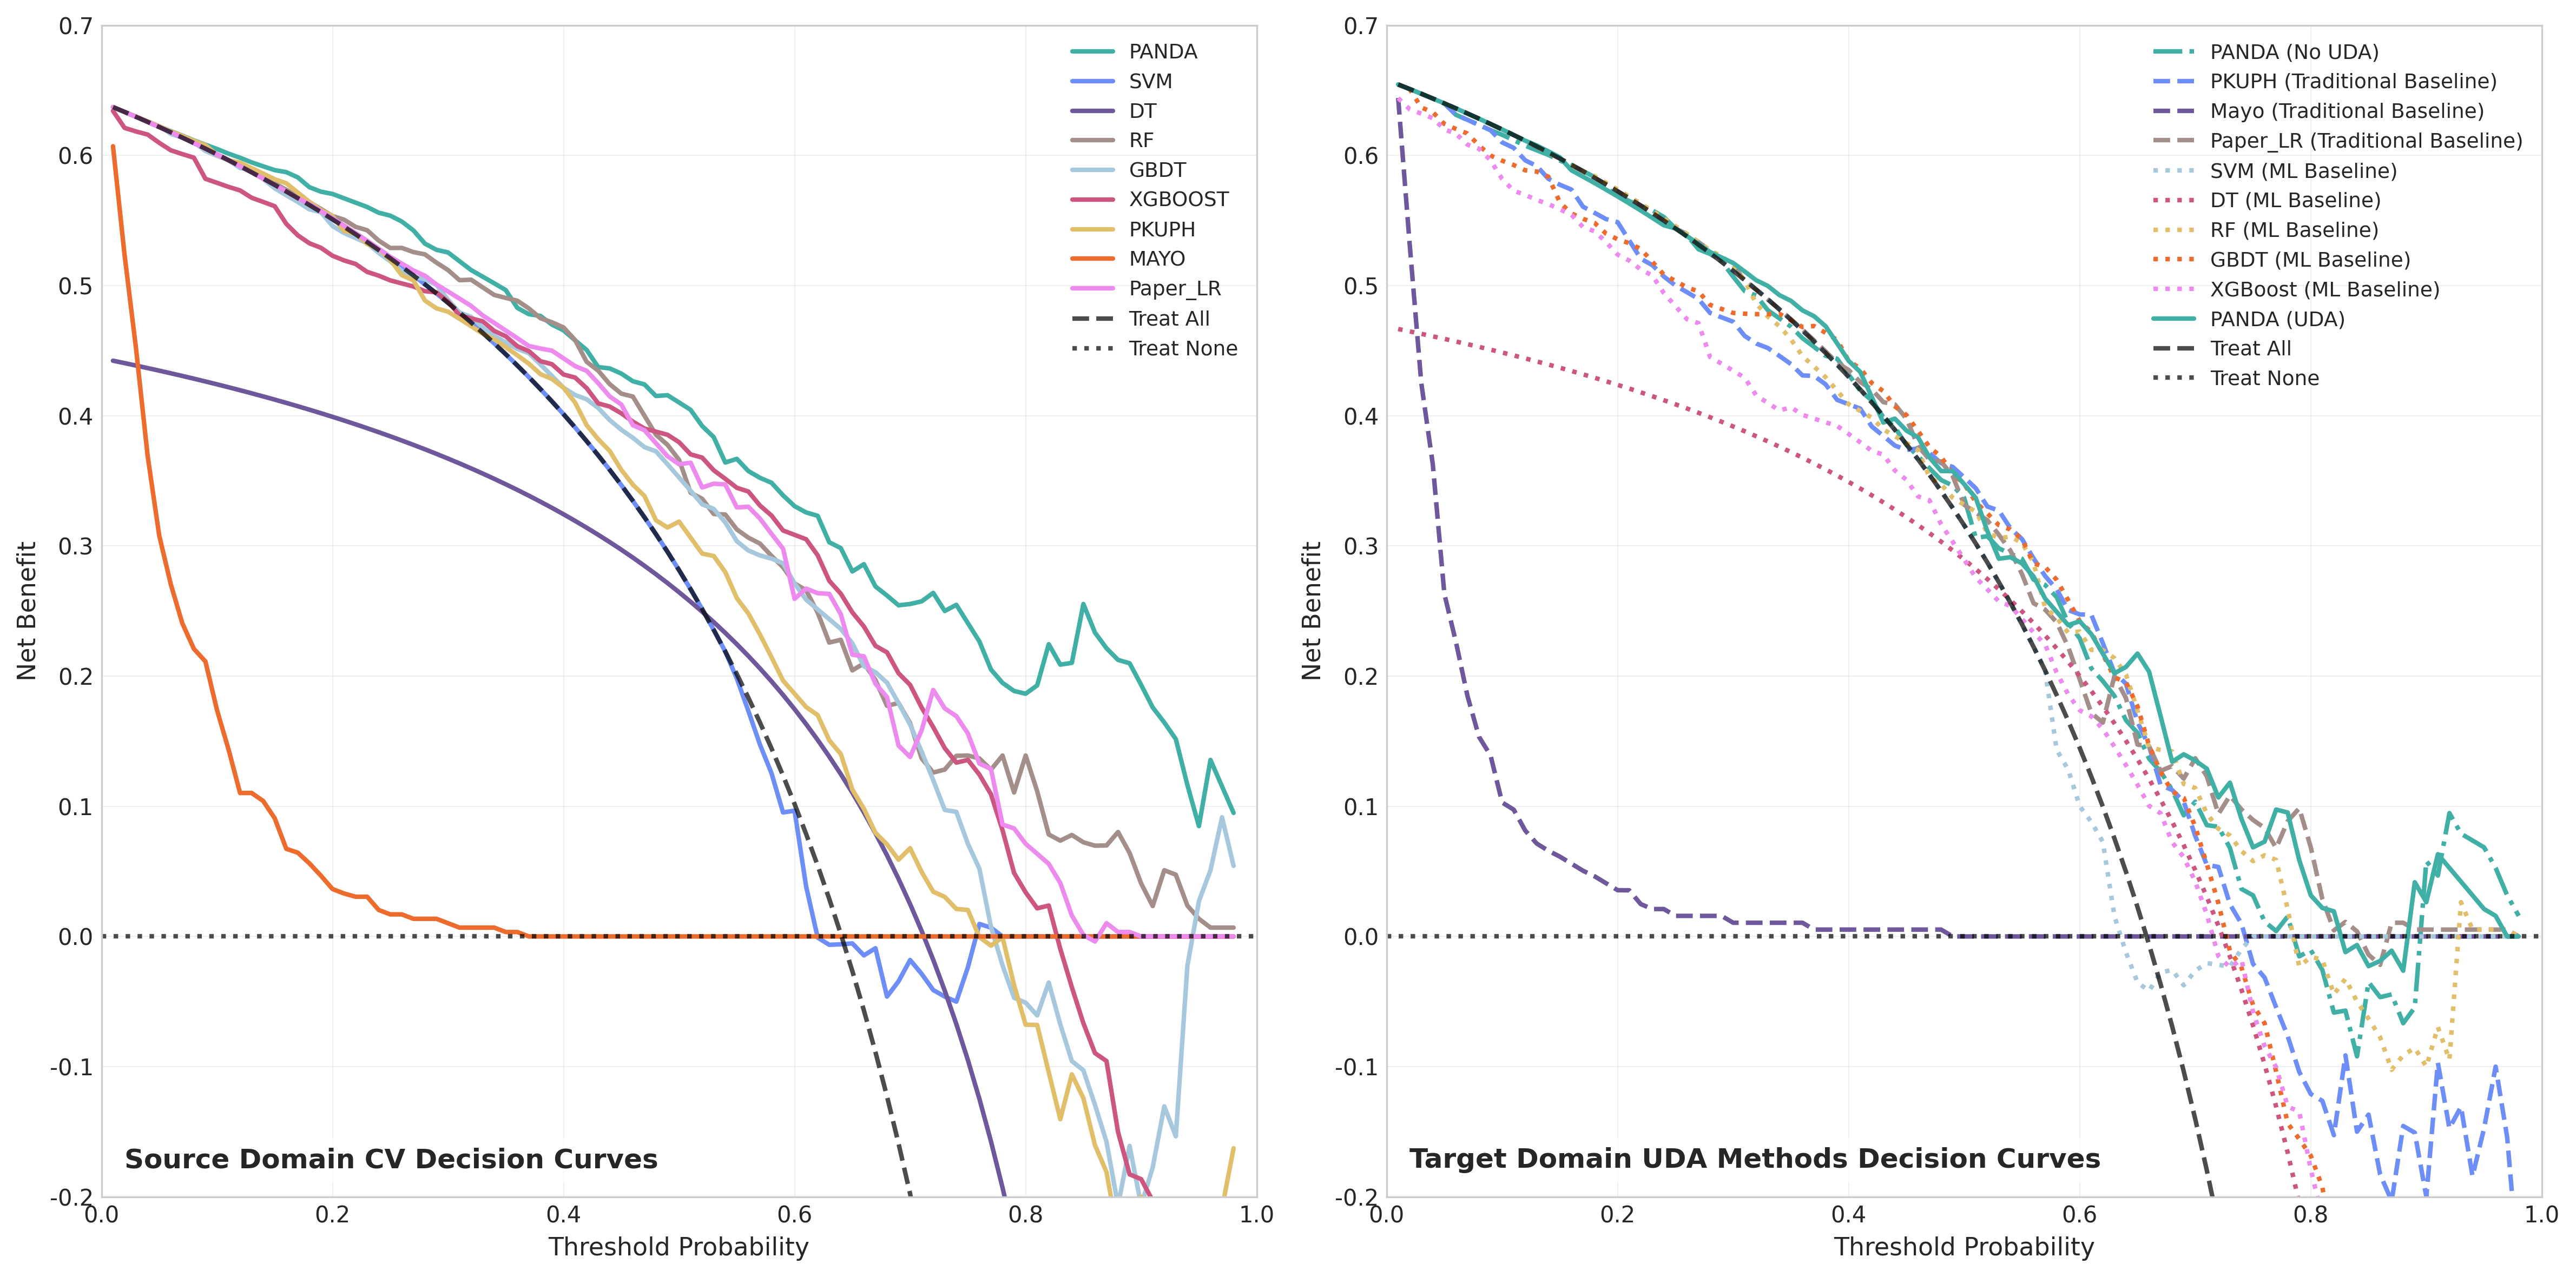 0.7
0.6
0.5
0.4
0.3
0.2
0.1
0.0
-0.1
-0.2
Net Benefit
0.0
0.2
0.4
0.6
0.8
1.0
Threshold Probability
PANDA
SVM
DT
RF
GBDT
XGBOOST
PKUPH
MAYO
Paper_LR
Treat All
Treat None
Source Domain CV Decision Curves
0.7
0.6
0.5
0.4
0.3
0.2
0.1
0.0
-0.1
-0.2
Net Benefit
0.0
0.2
0.4
0.6
0.8
1.0
Threshold Probability
PANDA (No UDA)
PKUPH (Traditional Baseline)
Mayo (Traditional Baseline)
Paper_LR (Traditional Baseline)
SVM (ML Baseline)
DT (ML Baseline)
RF (ML Baseline)
GBDT (ML Baseline)
XGBoost (ML Baseline)
PANDA (UDA)
Treat All
Treat None
Target Domain UDA Methods Decision Curves